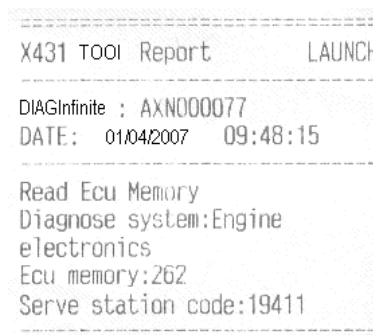 X431 TOOl Report LAUNCH
DIAGInfinite : AXN000077
DATE: 01/04/2007 09:48:15
Read Ecu Memory
Diagnose system:Engine
electronics
Ecu memory:262
Serve station code:19411